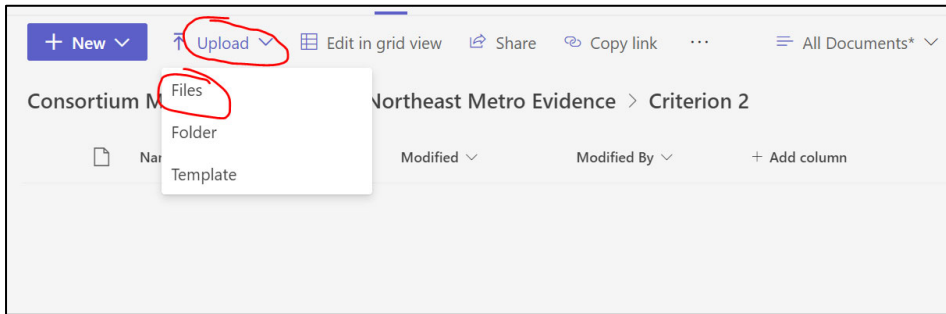 + New Upload Edit in grid view Share Copy link ... All Documents*
Files
Consortium M Northeast Metro Evidence > Criterion 2
Folder
Nar Modified Modified By + Add column
Template